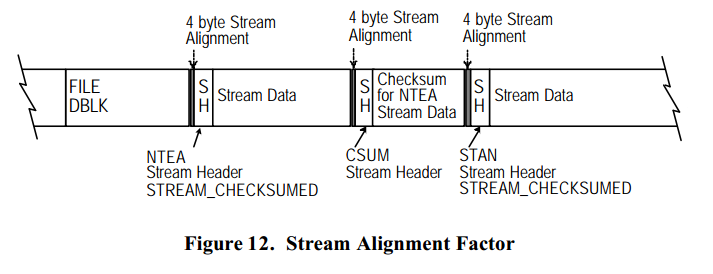 4 byte Stream
Alignment
4 byte Stream
Alignment
4 byte Stream
Alignment
FILE
DBLK
S
H
Stream Data
S
H
Checksum
for NTEA
Stream Data
S
H
Stream Data
NTEA
Stream Header
STREAM_CHECKSUMED
CSUM
Stream Header
STAN
Stream Header
STREAM_CHECKSUMED
Figure 12. Stream Alignment Factor